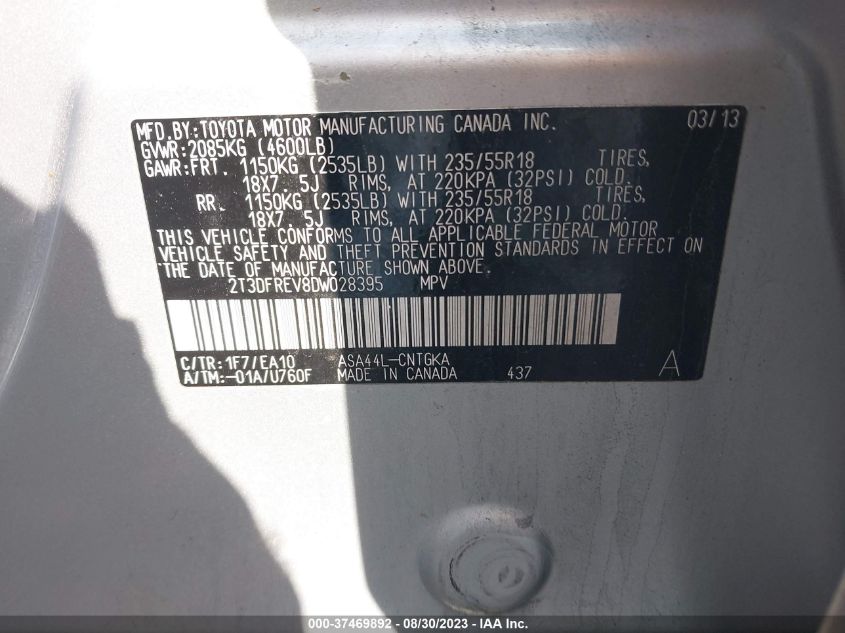 MFD.BY:TOYOTA MOTOR MANUFACTURING CANADA INC. 03/13
GVWR:2085KG (4600LB)
GAWR:FRT. 1150KG (2535LB) WITH 235/55R18 TIRES,
18X7. 5J RIMS, AT 220KPA (32PSI) COLD.
RR. 1150KG (2535LB) WITH 235/55R18 TIRES,
18X7. 5J RIMS, AT 220KPA (32PSI) COLD.
THIS VEHICLE CONFORMS TO ALL APPLICABLE FEDERAL MOTOR
VEHICLE SAFETY AND THEFT PREVENTION STANDARDS IN EFFECT ON
THE DATE OF MANUFACTURE SHOWN ABOVE.
2T3DFREV8DW028395 MPV
C/TR:1F7/EA10 ASA44L-CNTGKA
A/TM:-01A/U760F MADE IN CANADA 437 A
000-37469892 - 08/30/2023 - IAA Inc.